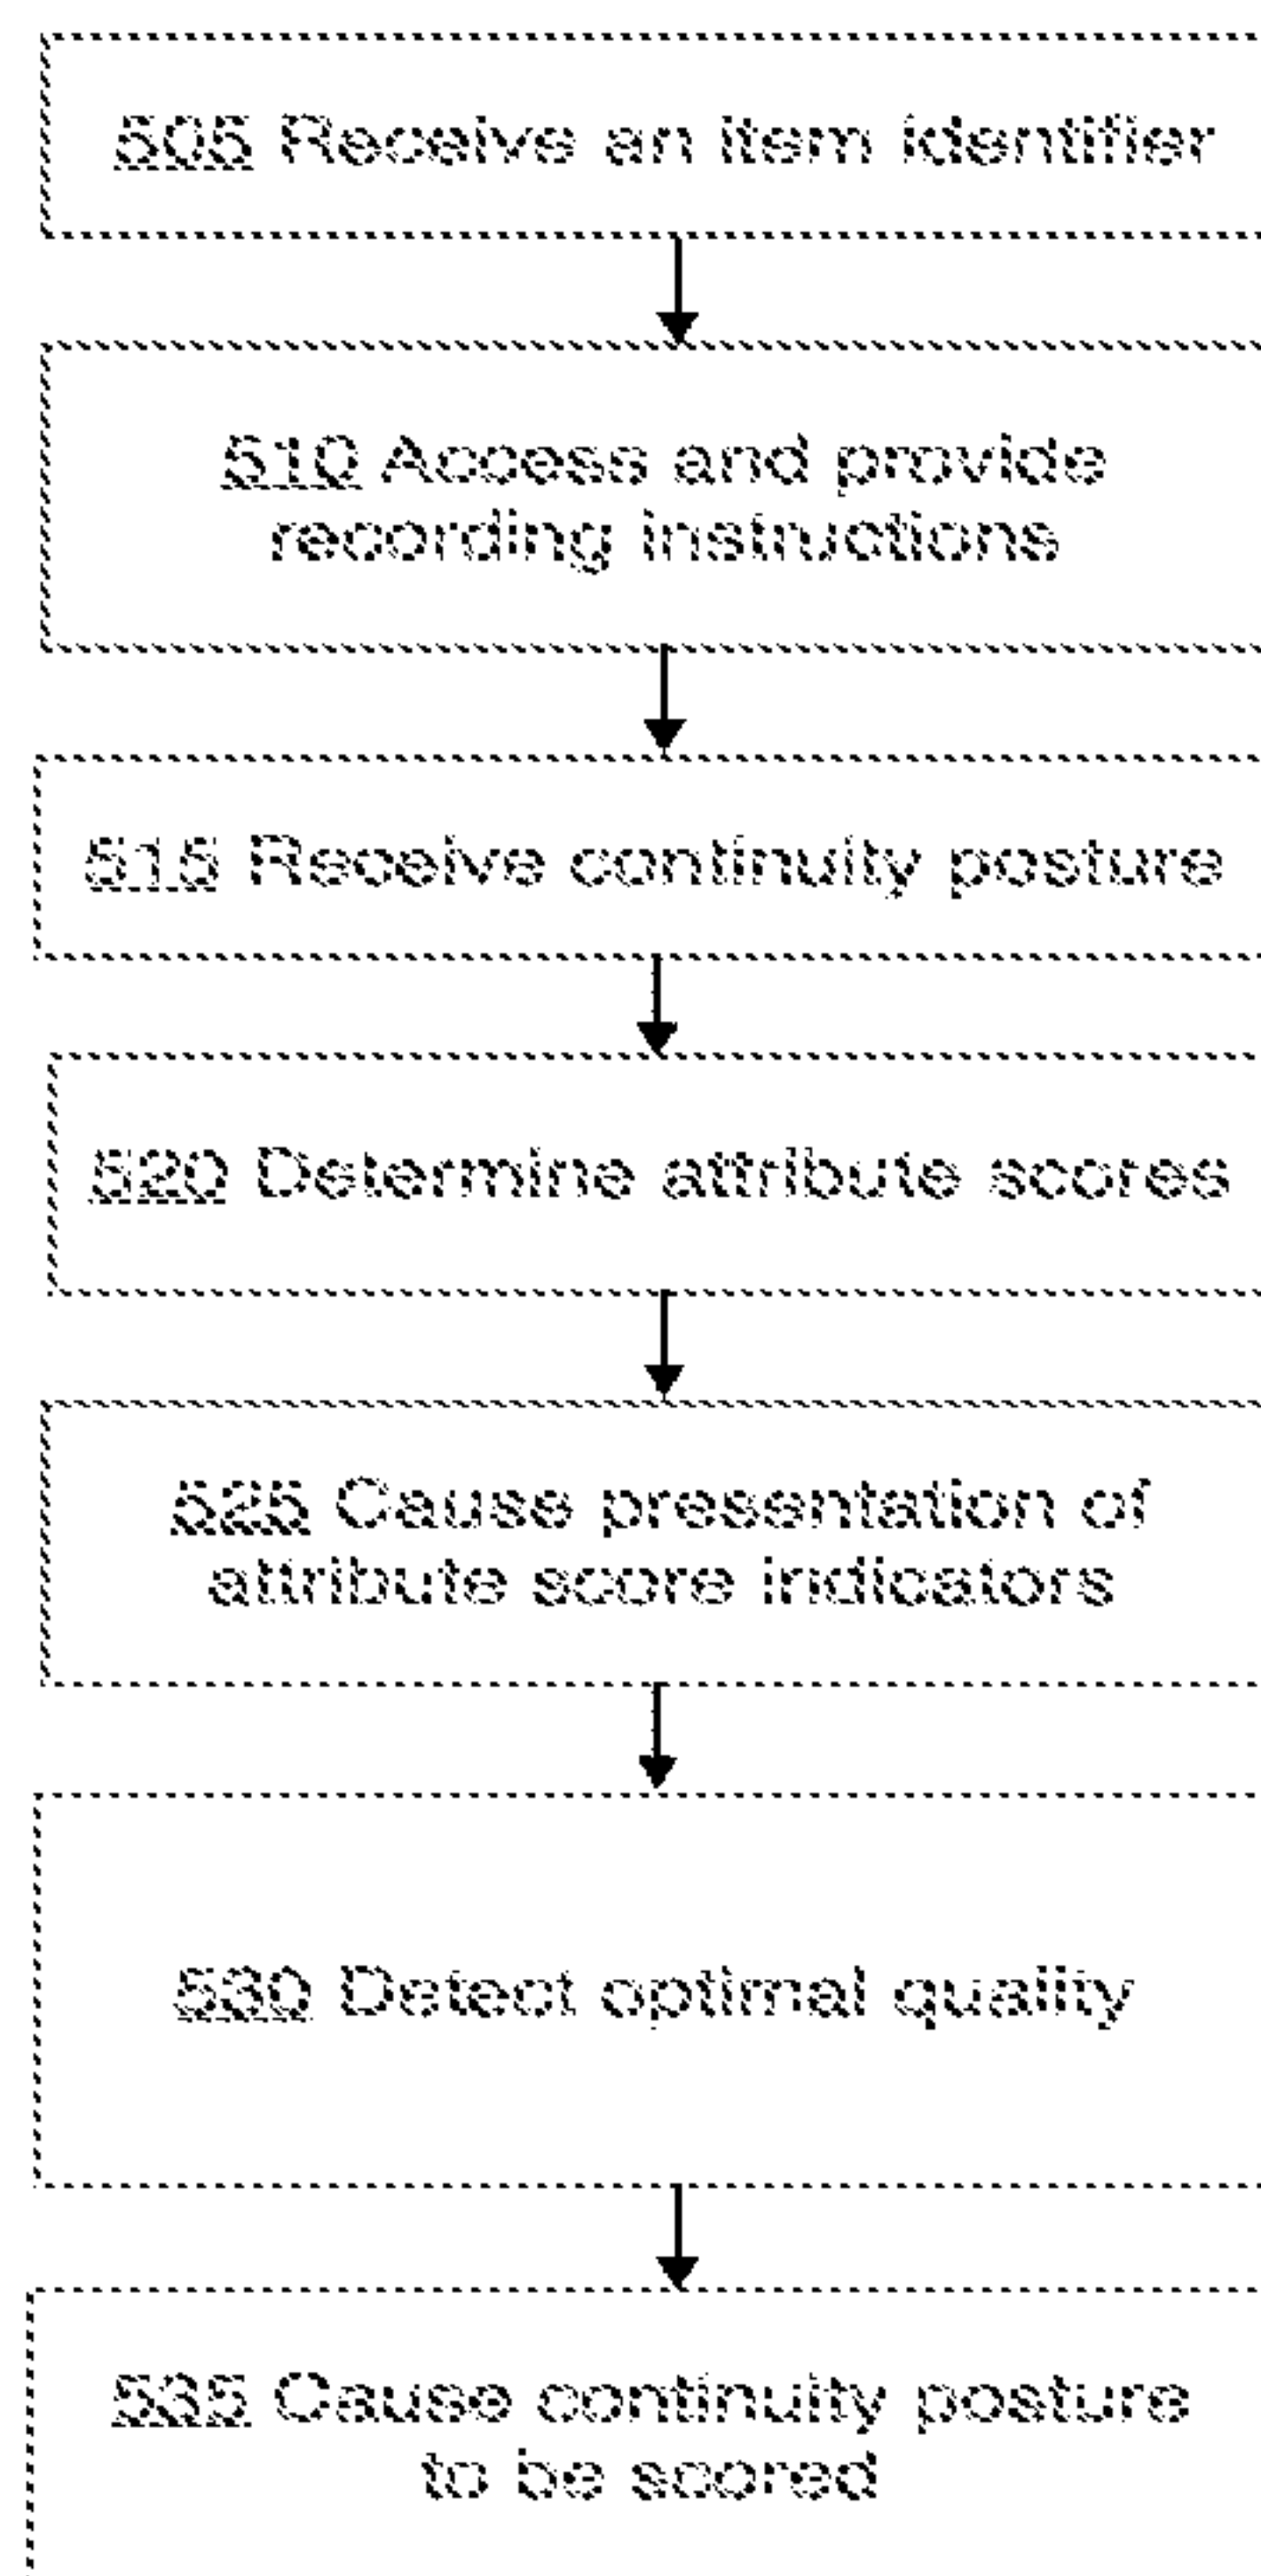 505 Receive an item identifier
510 Access and provide
recording instructions
515 Receive continuity posture
520 Determine attribute scores
525 Cause presentation of
attribute score indicators
530 Detect optimal quality
535 Cause continuity posture
to be scored